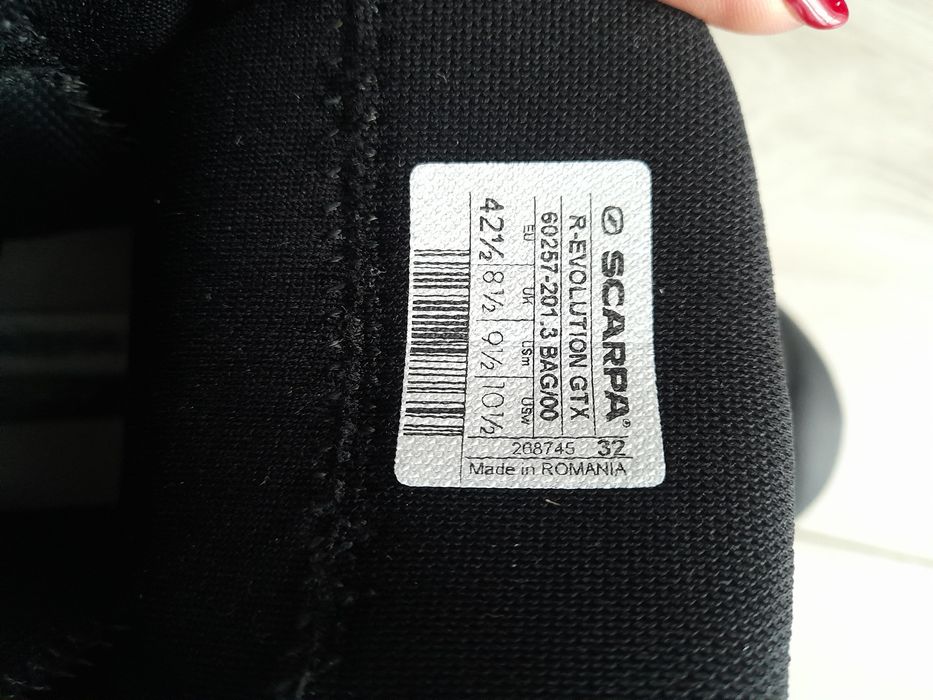 SCARPA®
R-EVOLUTION GTX
60257-201.3 BAG/00
EU UK USm USw
42½ 8½ 9½ 10½
268745 32
Made in ROMANIA